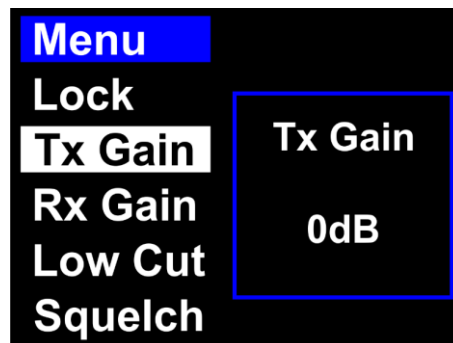 Menu
Lock
Tx Gain
Rx Gain
Low Cut
Squelch
Tx Gain
0dB